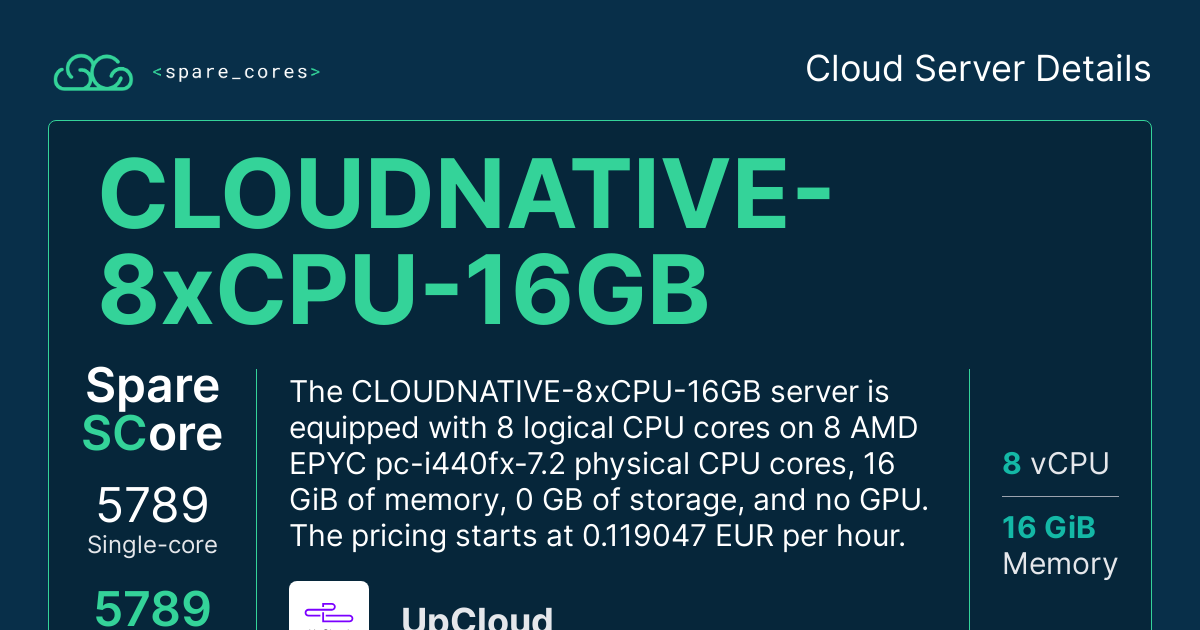 <spare_cores>
Cloud Server Details
CLOUDNATIVE-
8xCPU-16GB
Spare
SCore
5789
Single-core
5789
The CLOUDNATIVE-8xCPU-16GB server is
equipped with 8 logical CPU cores on 8 AMD
EPYC pc-i440fx-7.2 physical CPU cores, 16
GiB of memory, 0 GB of storage, and no GPU.
The pricing starts at 0.119047 EUR per hour.
UpCloud
8 vCPU
16 GiB
Memory